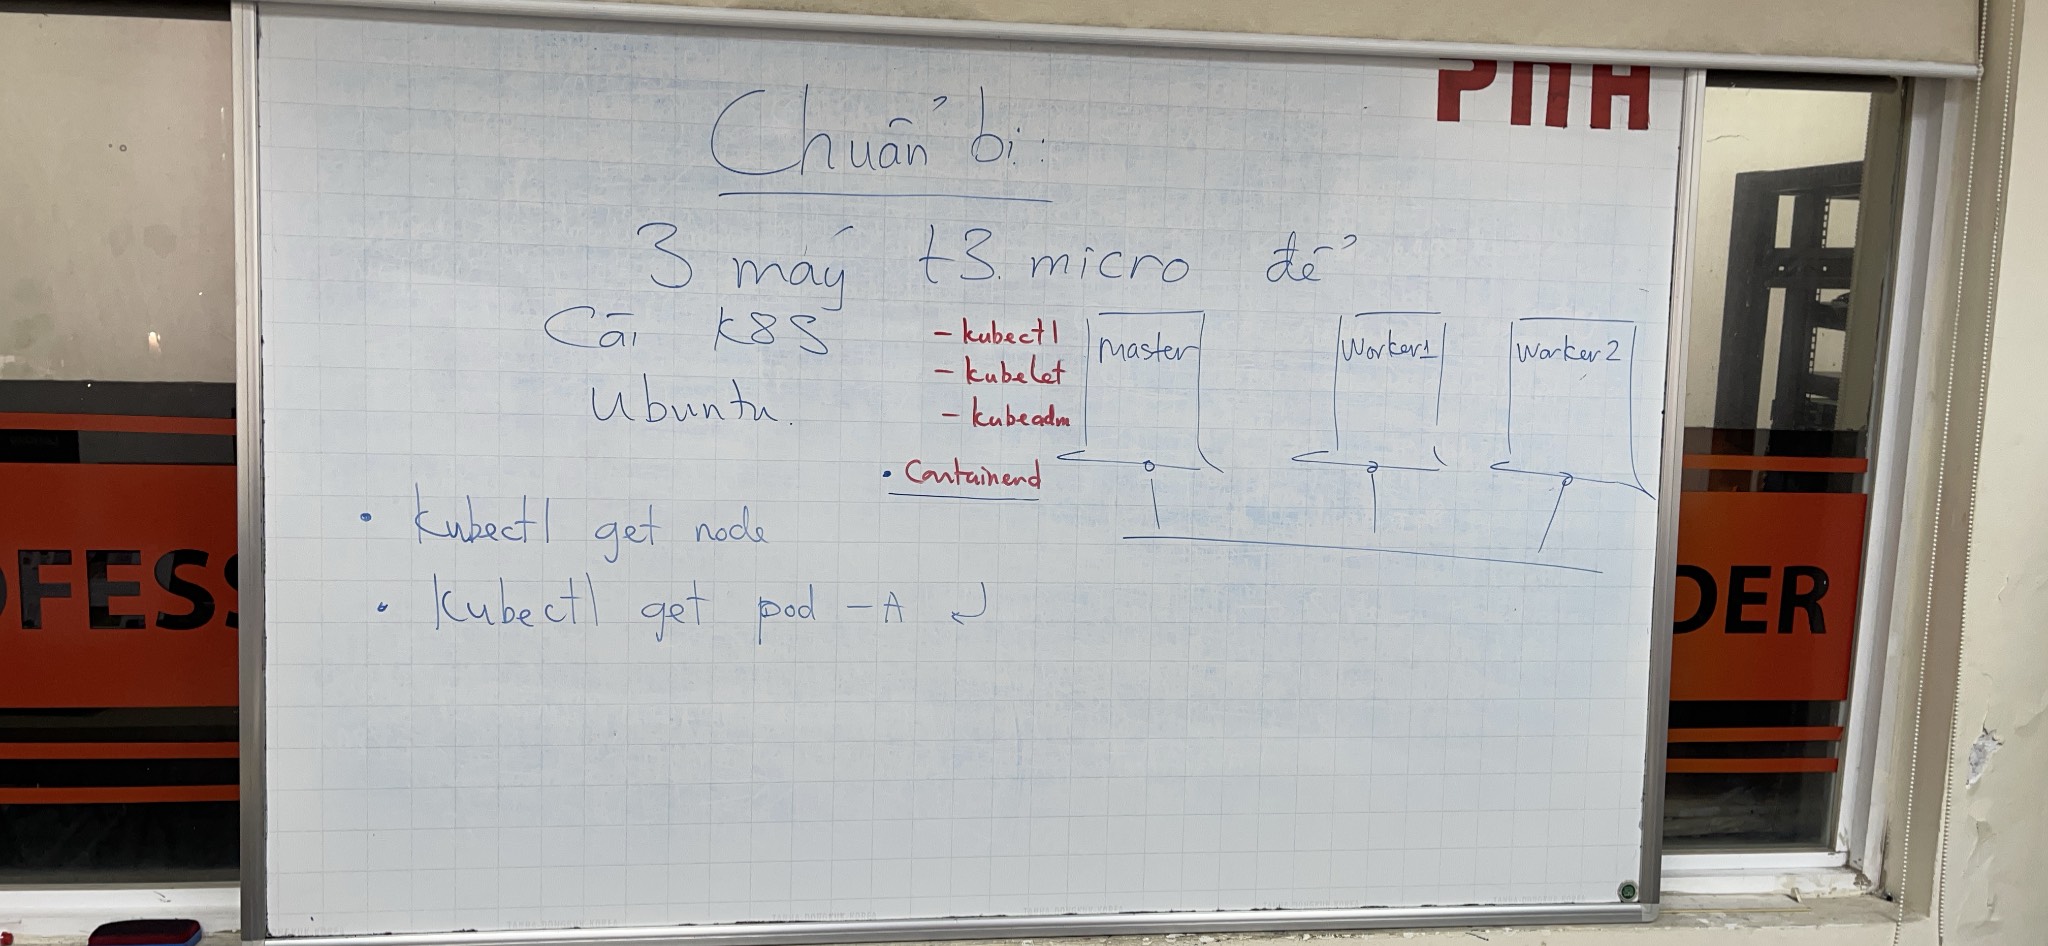 PNA
Chuẩn bị:
3 máy t3.micro để
Cài k8S
Ubuntu.
- kubectl
- kubelet
- kubeadm
• Containerd
master
Worker1
Worker 2
• kubectl get node
• kubectl get pod -A ↵
OFESS
DER